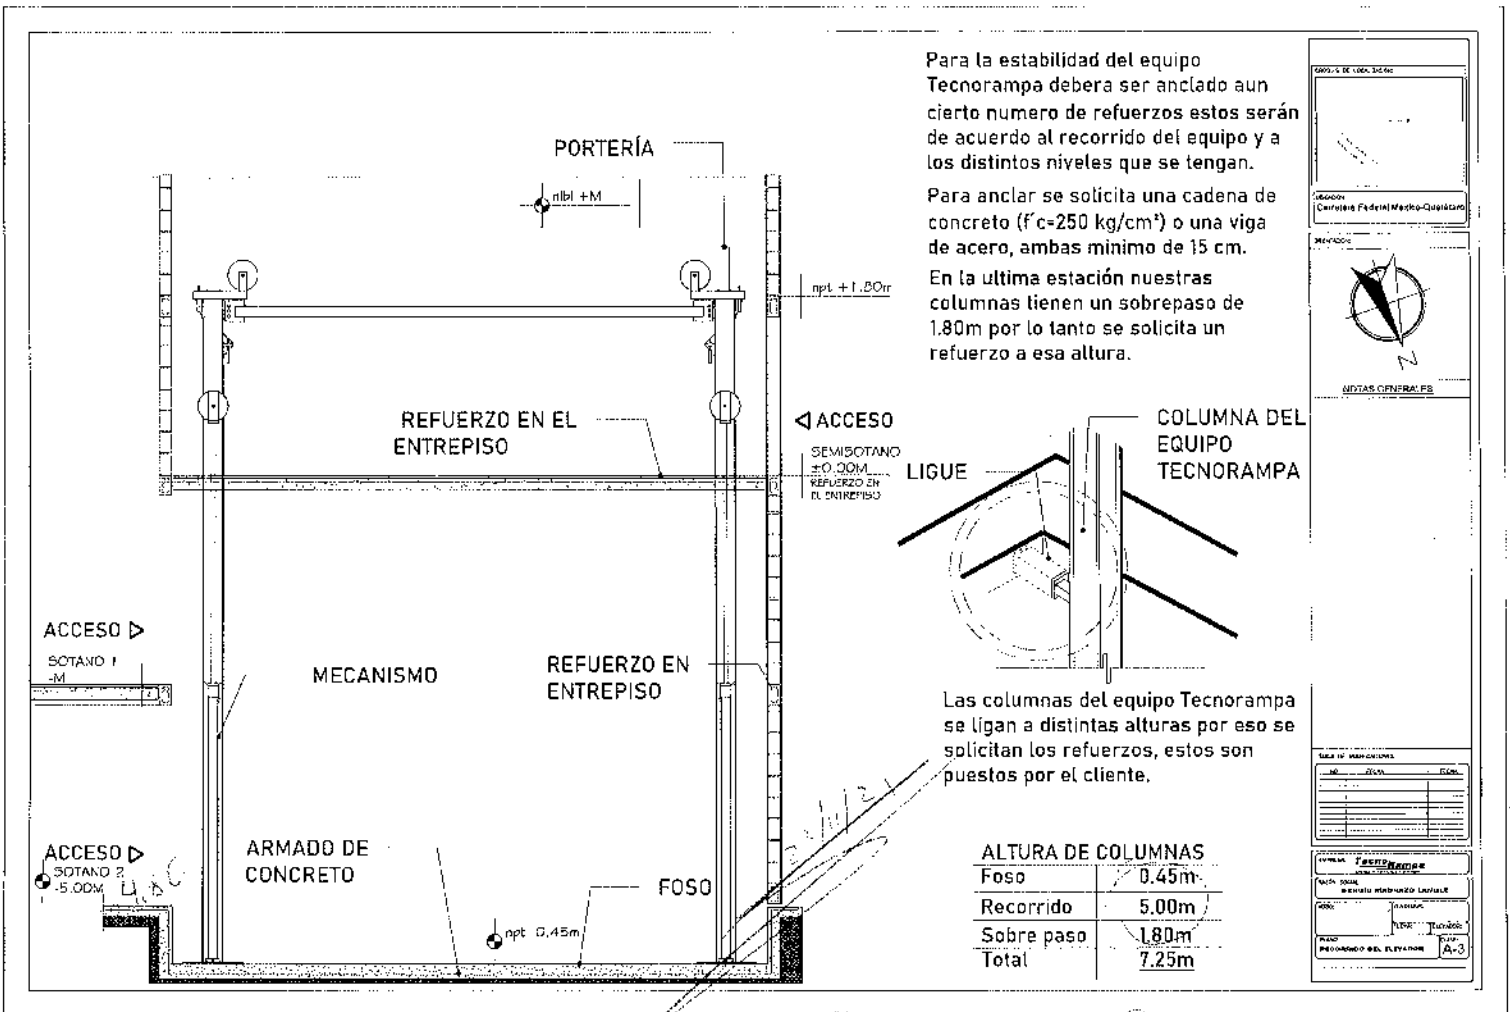 Para la estabilidad del equipo
Tecnorampa debera ser anclado aun
cierto numero de refuerzos estos serán
de acuerdo al recorrido del equipo y a
los distintos niveles que se tengan.
Para anclar se solicita una cadena de
concreto (f´c=250 kg/cm²) o una viga
de acero, ambas minimo de 15 cm.
En la ultima estación nuestras
columnas tienen un sobrepaso de
1.80m por lo tanto se solicita un
refuerzo a esa altura.
PORTERÍA
+M
npt +1.80m
REFUERZO EN EL
ENTREPISO
ACCESO
SEMISOTANO
±0.00M
REFUERZO EN
EL ENTREPISO
LIGUE
COLUMNA DEL
EQUIPO
TECNORAMPA
ACCESO
SOTANO 1
-M
MECANISMO
REFUERZO EN
ENTREPISO
Las columnas del equipo Tecnorampa
se ligan a distintas alturas por eso se
solicitan los refuerzos, estos son
puestos por el cliente.
ACCESO
SOTANO 2
-5.00M
ARMADO DE
CONCRETO
FOSO
npt 0.45m
ALTURA DE COLUMNAS
Foso 0.45m
Recorrido 5.00m
Sobre paso 1.80m
Total 7.25m
Carretera Federal Mexico-Querétaro
N
NOTAS GENERALES
RECORRIDO DEL ELEVADOR
A-3